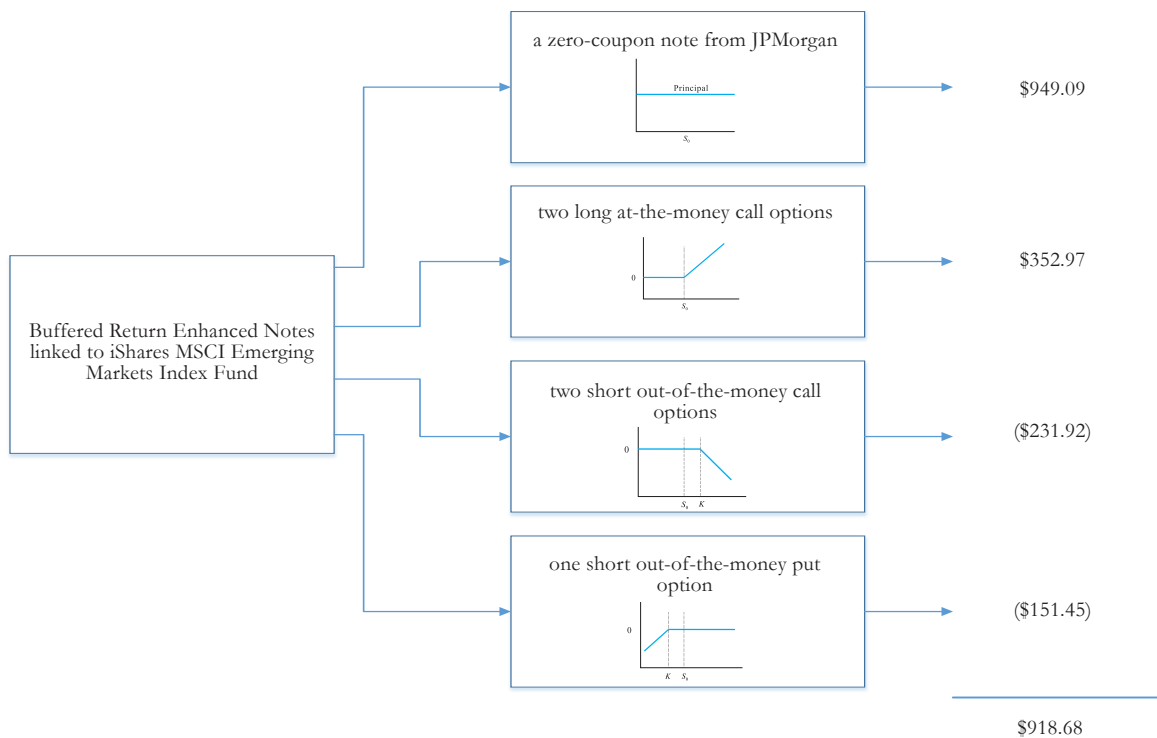 Buffered Return Enhanced Notes
linked to iShares MSCI Emerging
Markets Index Fund
a zero-coupon note from JPMorgan
Principal
S₀
$949.09
two long at-the-money call options
0
S₀
$352.97
two short out-of-the-money call
options
0
S₀ K
($231.92)
one short out-of-the-money put
option
0
K S₀
($151.45)
$918.68